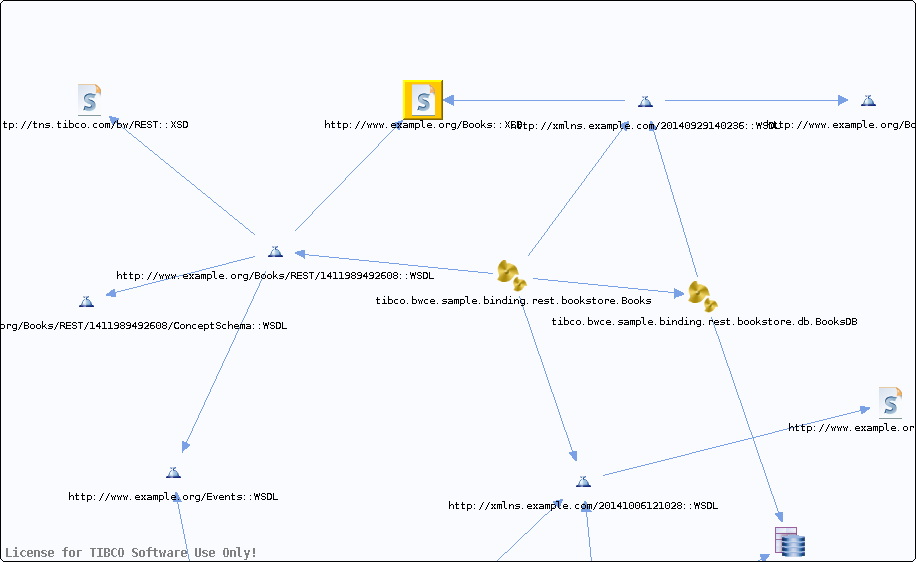 ttp://tns.tibco.com/bw/REST::XSD
http://www.example.org/Books::XSD
http://xmlns.example.com/20140929140236::WSDL
http://www.example.org/Bo
http://www.example.org/Books/REST/1411989492608::WSDL
tibco.bwce.sample.binding.rest.bookstore.Books
org/Books/REST/1411989492608/ConceptSchema::WSDL
tibco.bwce.sample.binding.rest.bookstore.db.BooksDB
http://www.example.or
http://www.example.org/Events::WSDL
http://xmlns.example.com/20141006121028::WSDL
License for TIBCO Software Use Only!